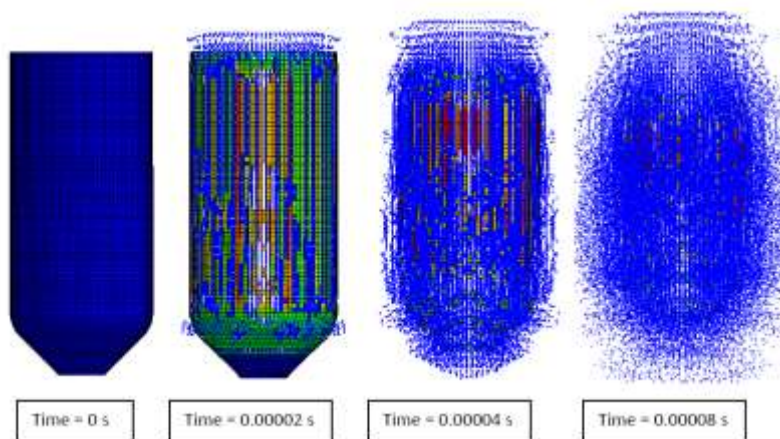 Time = 0 s
Time = 0.00002 s
Time = 0.00004 s
Time = 0.00008 s